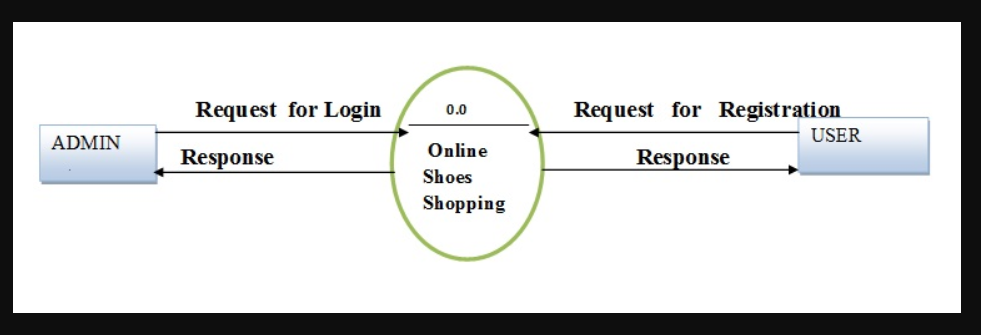 Request for Login
0.0
Request for Registration
ADMIN
USER
Response
Online
Shoes
Shopping
Response